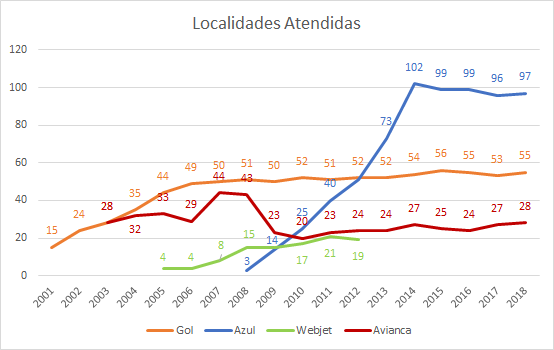 Localidades Atendidas
120
100
80
60
40
20
0
15 24 28 35 44 49 50 51 50 52 51 52 52 54 56 55 53 55
3 14 25 40 73 102 99 99 96 97
4 4 8 15 17 21 19
32 33 29 44 43 23 20 23 24 24 27 25 24 27 28
2001 2002 2003 2004 2005 2006 2007 2008 2009 2010 2011 2012 2013 2014 2015 2016 2017 2018
Gol Azul Webjet Avianca